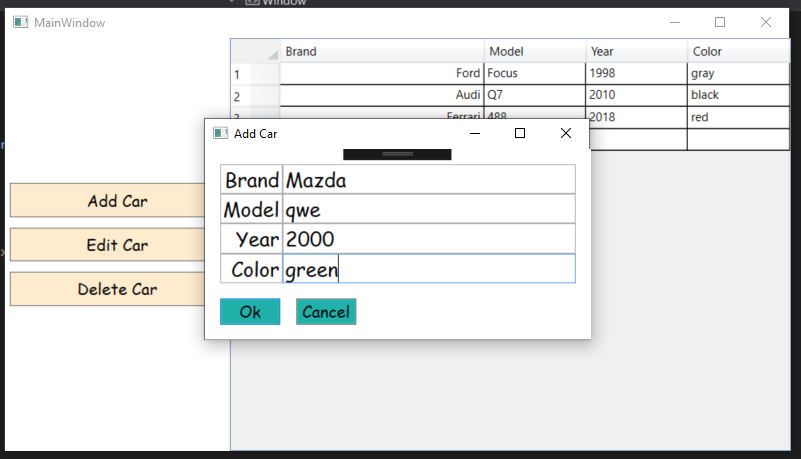 Window
MainWindow
Brand Model Year Color
1 Ford Focus 1998 gray
2 Audi Q7 2010 black
3 Ferrari 488 2018 red
Add Car
Edit Car
Delete Car
Add Car
Brand Mazda
Model qwe
Year 2000
Color green
Ok Cancel